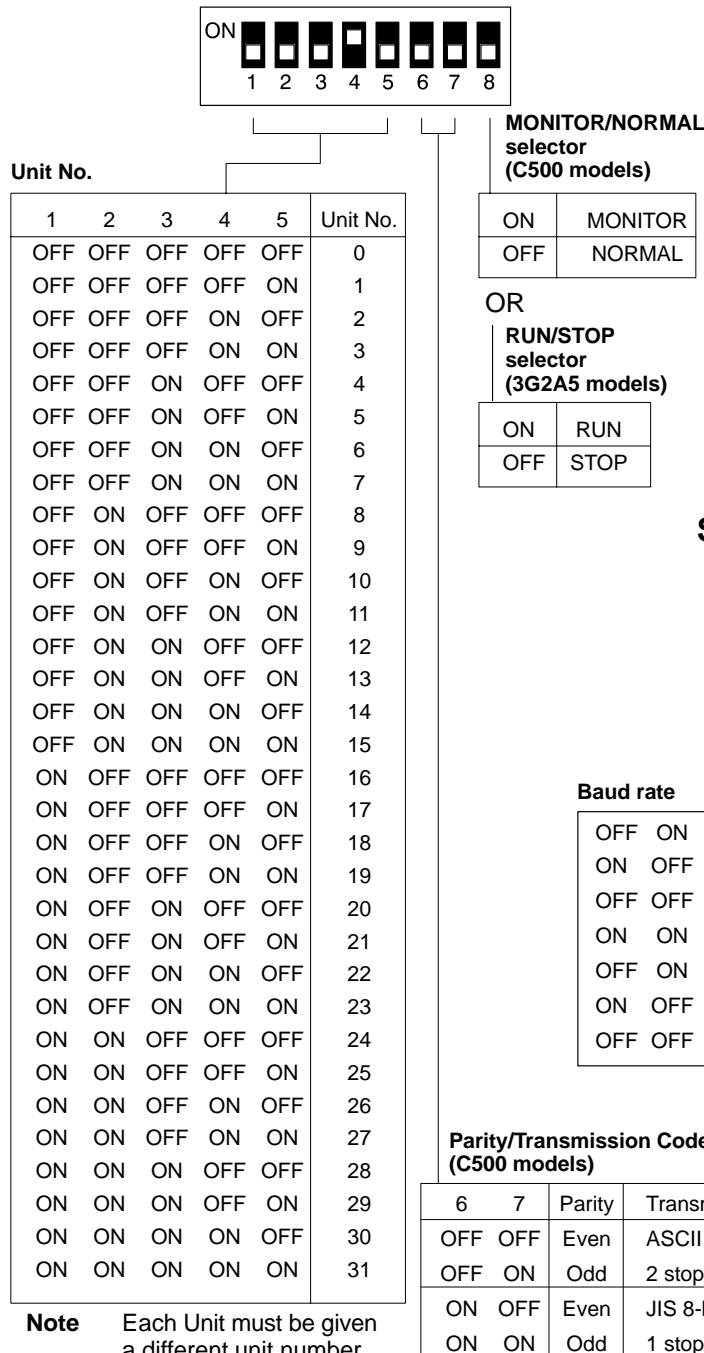 ON
1 2 3 4 5 6 7 8
Unit No.
1 2 3 4 5 Unit No.
OFF OFF OFF OFF OFF 0
OFF OFF OFF OFF ON 1
OFF OFF OFF ON OFF 2
OFF OFF OFF ON ON 3
OFF OFF ON OFF OFF 4
OFF OFF ON OFF ON 5
OFF OFF ON ON OFF 6
OFF OFF ON ON ON 7
OFF ON OFF OFF OFF 8
OFF ON OFF OFF ON 9
OFF ON OFF ON OFF 10
OFF ON OFF ON ON 11
OFF ON ON OFF OFF 12
OFF ON ON OFF ON 13
OFF ON ON ON OFF 14
OFF ON ON ON ON 15
ON OFF OFF OFF OFF 16
ON OFF OFF OFF ON 17
ON OFF OFF ON OFF 18
ON OFF OFF ON ON 19
ON OFF ON OFF OFF 20
ON OFF ON OFF ON 21
ON OFF ON ON OFF 22
ON OFF ON ON ON 23
ON ON OFF OFF OFF 24
ON ON OFF OFF ON 25
ON ON OFF ON OFF 26
ON ON OFF ON ON 27
ON ON ON OFF OFF 28
ON ON ON OFF ON 29
ON ON ON ON OFF 30
ON ON ON ON ON 31
Note Each Unit must be given
a different unit number
MONITOR/NORMAL
selector
(C500 models)
ON MONITOR
OFF NORMAL
OR
RUN/STOP
selector
(3G2A5 models)
ON RUN
OFF STOP
Baud rate
OFF ON
ON OFF
OFF OFF
ON ON
OFF ON
ON OFF
OFF OFF
Parity/Transmission Code
(C500 models)
6 7 Parity
OFF OFF Even ASCII
OFF ON Odd 2 stop
ON OFF Even JIS
ON ON Odd 1 stop